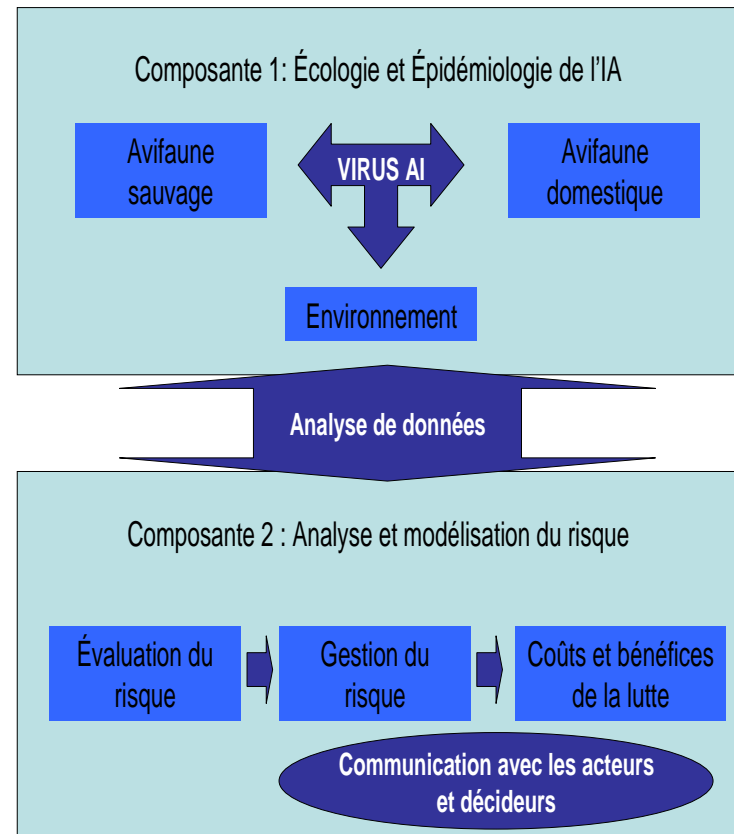 Composante 1: Écologie et Épidémiologie de l'IA
Avifaune
sauvage
VIRUS AI
Avifaune
domestique
Environnement
Analyse de données
Composante 2 : Analyse et modélisation du risque
Évaluation du
risque
Gestion du
risque
Coûts et bénéfices
de la lutte
Communication avec les acteurs
et décideurs